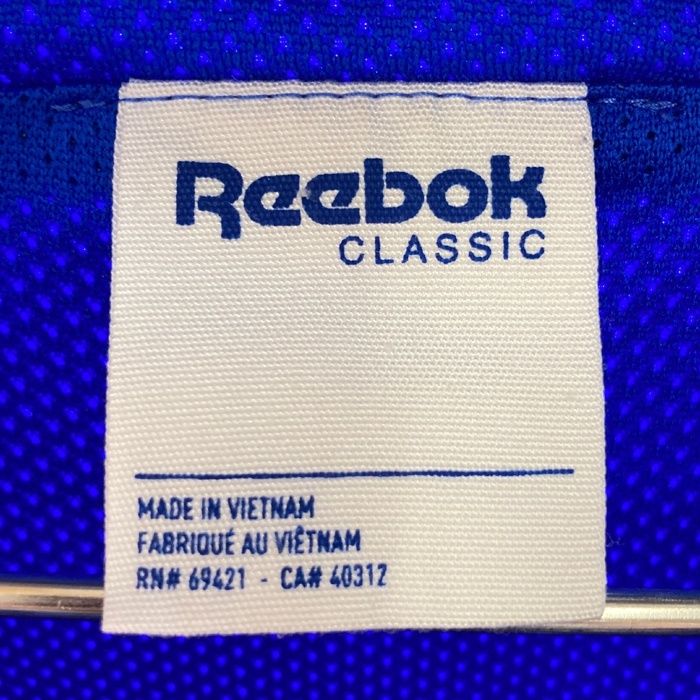 Reebok
CLASSIC
MADE IN VIETNAM
FABRIQUÉ AU VIÊTNAM
RN# 69421 - CA# 40312